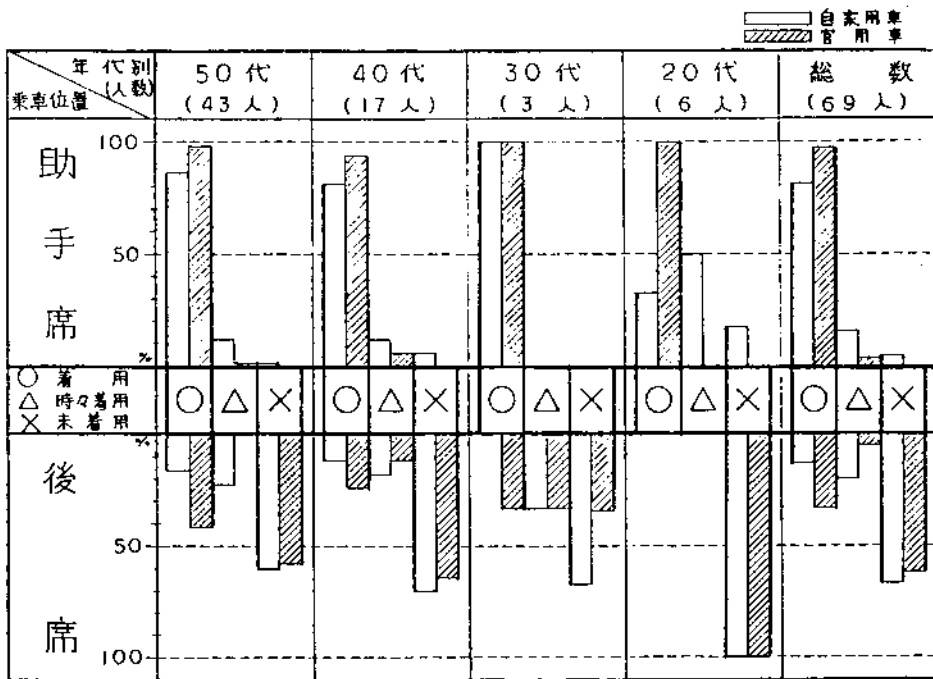 自家用車
官用車
年代別
(人数)
乗車位置
50代
(43人)
40代
(17人)
30代
(3人)
20代
(6人)
総数
(69人)
助手席
100
50
%
○ 着用
△ 時々着用
× 未着用
○ △ × ○ △ × ○ △ × ○ △ × ○ △ ×
%
後席
50
100